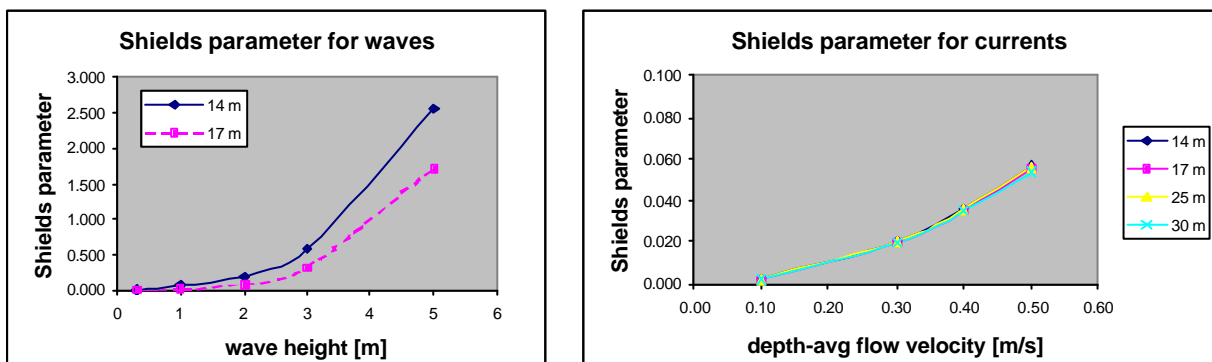 Shields parameter for waves
Shields parameter
3.000
2.500
2.000
1.500
1.000
0.500
0.000
14 m
17 m
0 1 2 3 4 5 6
wave height [m]
Shields parameter for currents
Shields parameter
0.100
0.080
0.060
0.040
0.020
0.000
0.00 0.10 0.20 0.30 0.40 0.50 0.60
depth-avg flow velocity [m/s]
14 m
17 m
25 m
30 m